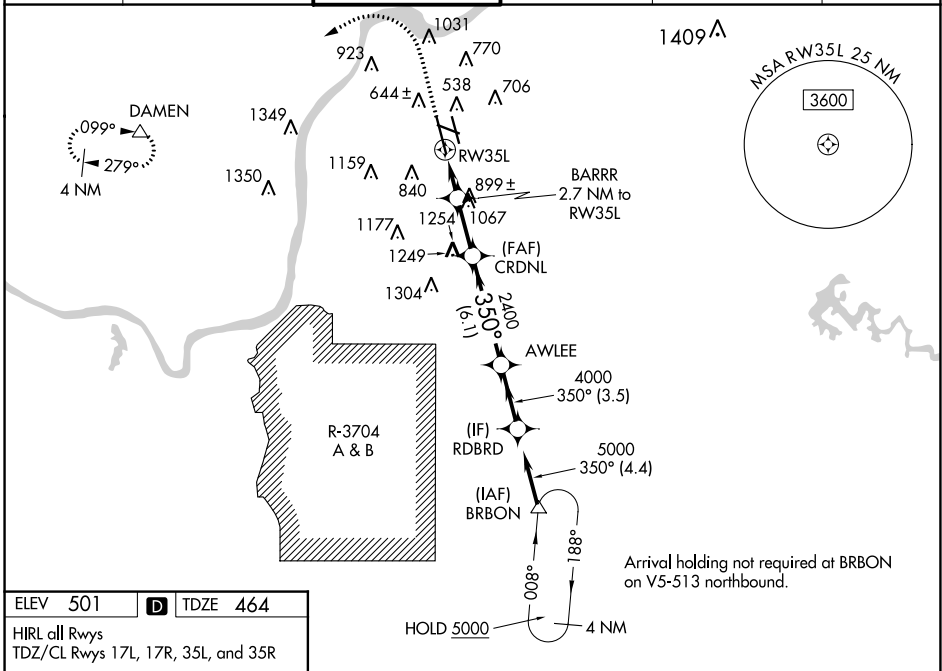 1031
1409
923
770
MSA RW35L 25 NM
3600
644±
538
706
DAMEN
099°
279°
4 NM
1349
RW35L
1159
840
899±
BARRR
2.7 NM to
RW35L
1350
1254
1067
1177
1249
(FAF)
CRDNL
1304
2400
350°
(6.1)
AWLEE
4000
350° (3.5)
R-3704
A & B
(IF)
RDBRD
5000
350° (4.4)
(IAF)
BRBON
188°
008°
Arrival holding not required at BRBON
on V5-513 northbound.
HOLD 5000
4 NM
ELEV 501 D TDZE 464
HIRL all Rwys
TDZ/CL Rwys 17L, 17R, 35L, and 35R